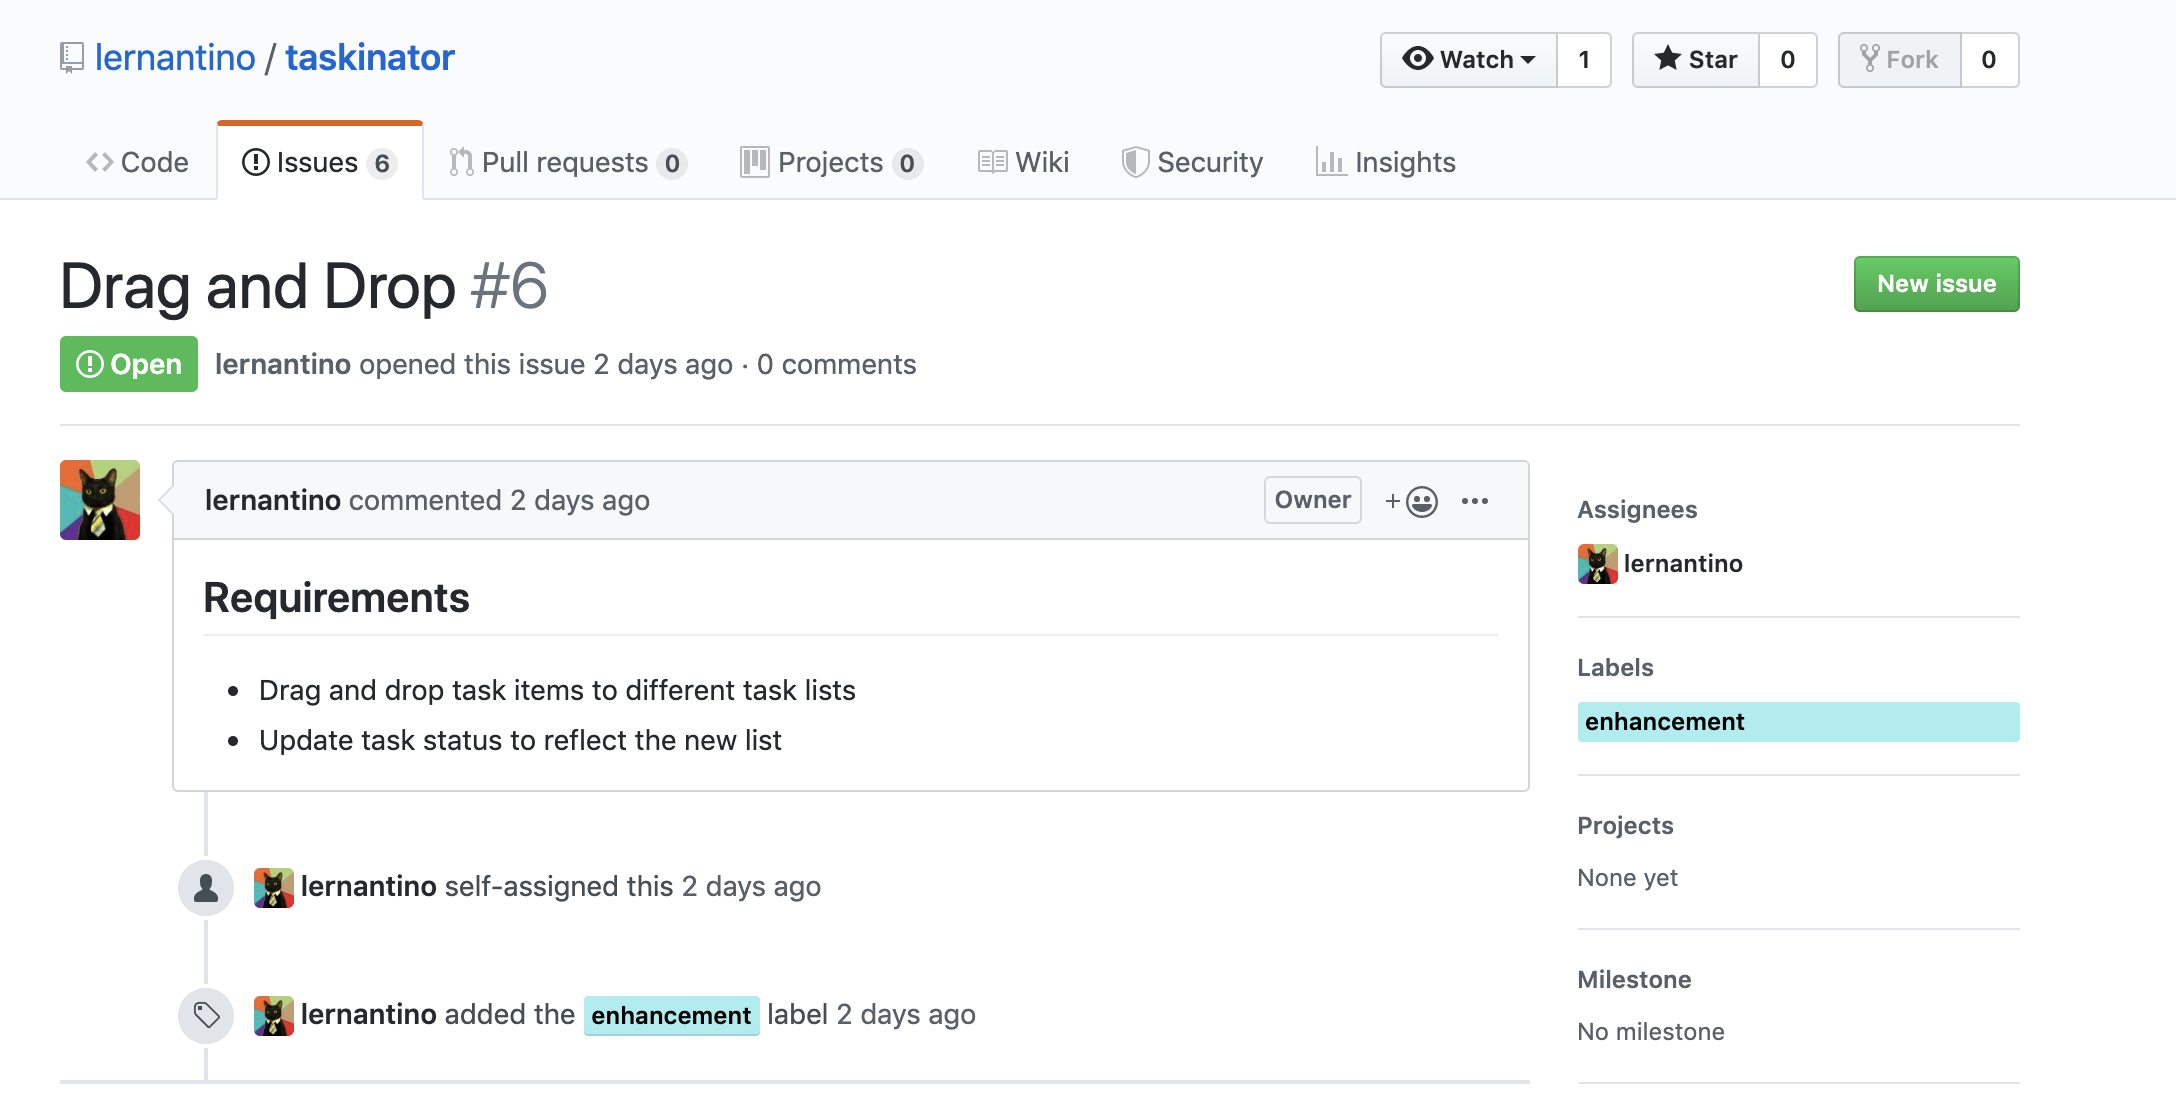 lernantino / taskinator
Watch 1 Star 0 Fork 0
Code Issues 6 Pull requests 0 Projects 0 Wiki Security Insights
Drag and Drop #6
New issue
Open lernantino opened this issue 2 days ago · 0 comments
lernantino commented 2 days ago Owner +
Requirements
• Drag and drop task items to different task lists
• Update task status to reflect the new list
lernantino self-assigned this 2 days ago
lernantino added the enhancement label 2 days ago
Assignees
lernantino
Labels
enhancement
Projects
None yet
Milestone
No milestone